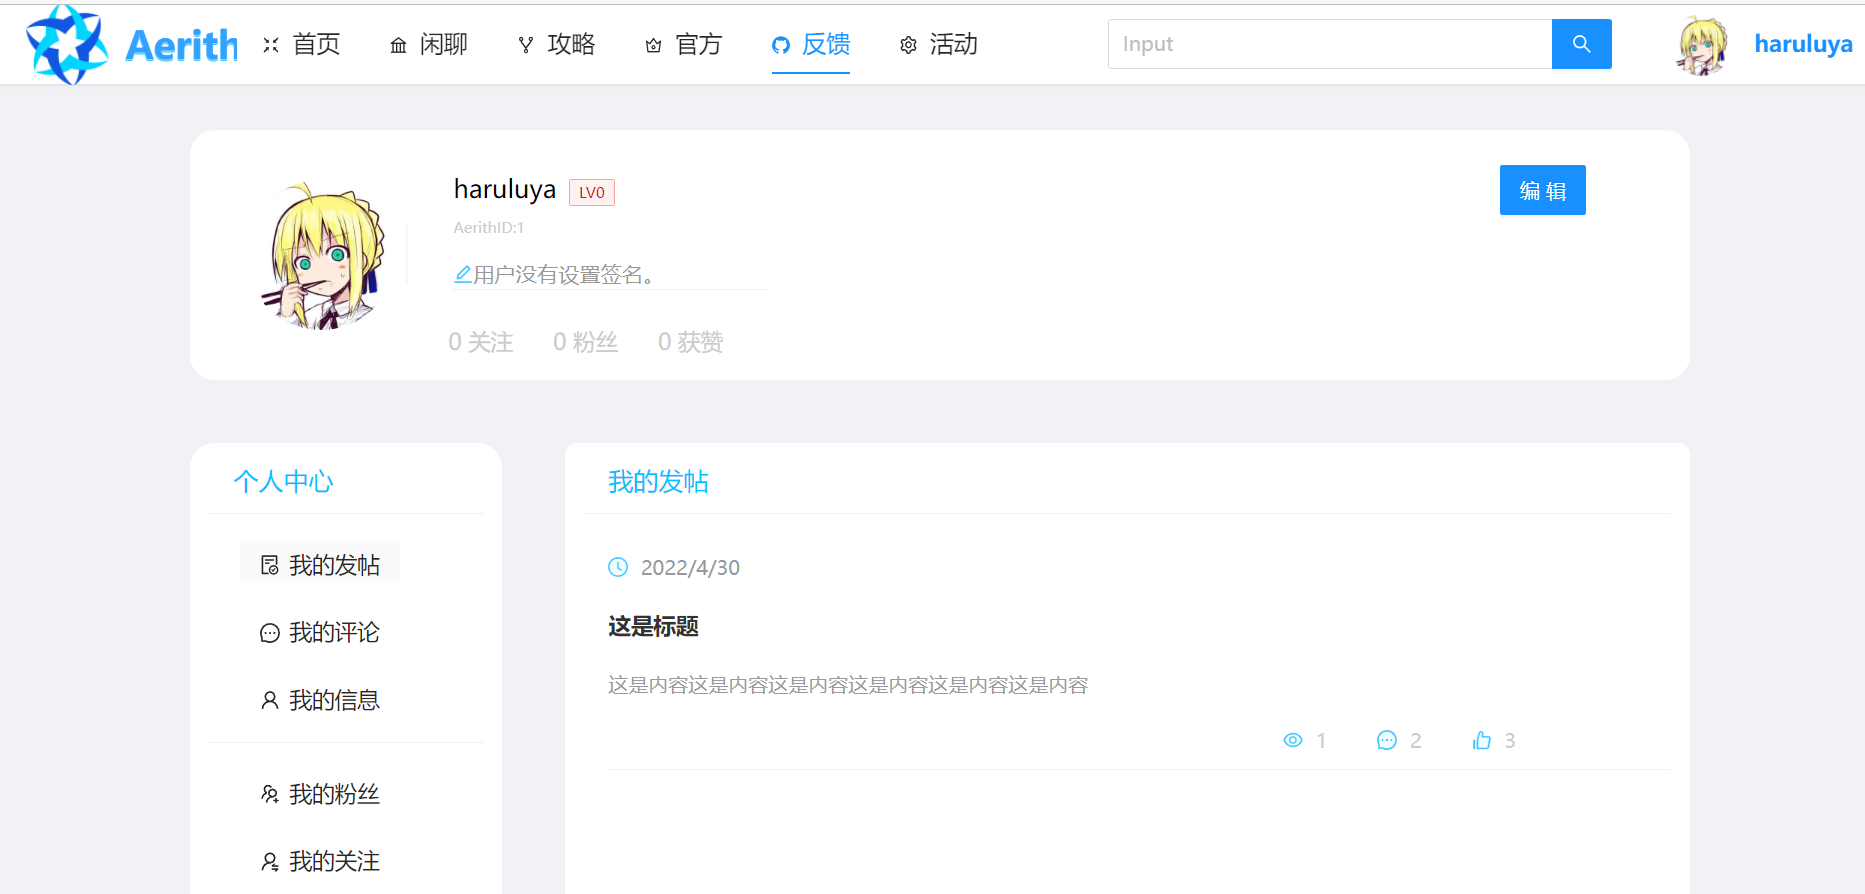 Aerith 首页 闲聊 攻略 官方 反馈 活动 Input haruluya
haruluya LV0 编 辑
AerithID:1
用户没有设置签名。
0 关注 0 粉丝 0 获赞
个人中心
我的发帖
我的评论
我的信息
我的粉丝
我的关注
我的发帖
2022/4/30
这是标题
这是内容这是内容这是内容这是内容这是内容这是内容
1 2 3